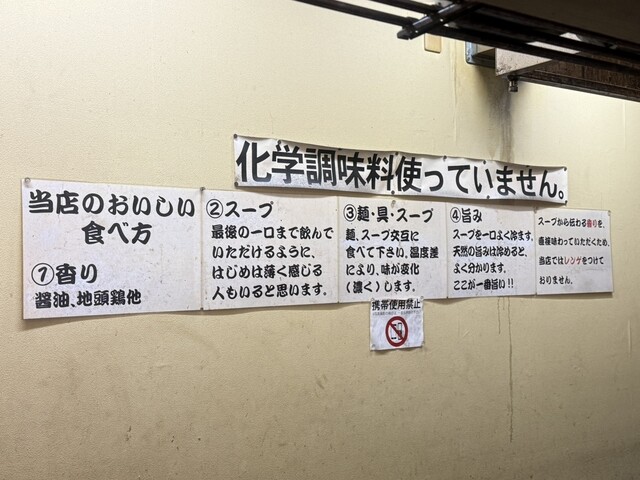 化学調味料使っていません。
当店のおいしい
食べ方
①香り
醤油、地頭鶏他
②スープ
最後の一口まで飲んで
いただけるように、
はじめは薄く感じる
人もいると思います。
③麺・具・スープ
麺、スープ交互に
食べて下さい、温度差
により、味が変化
(濃く)します。
④旨み
スープを一口よく冷ます。
天然の旨みは冷めると、
よく分かります。
ここが一番旨い!!
スープから伝わる香りを、
直接味わっていただくため、
当店ではレンゲをつけて
おりません。
携帯使用禁止